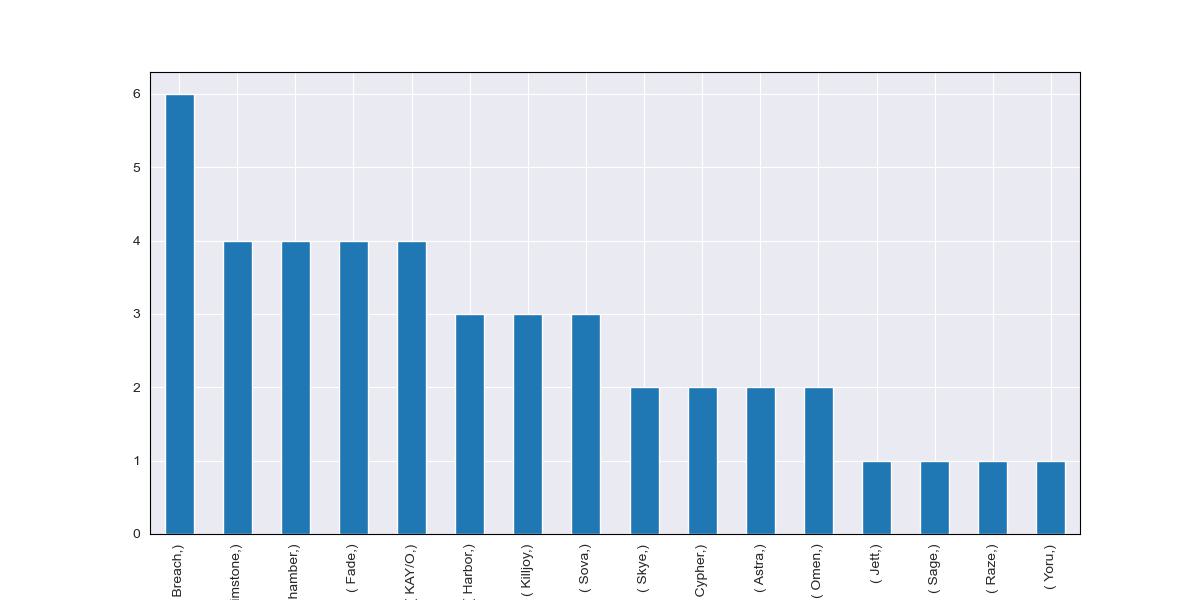 6
5
4
3
2
1
0
Breach,)
imstone,)
hamber,)
( Fade,)
( KAY/O,)
( Harbor,)
( Killjoy,)
( Sova,)
( Skye,)
Cypher,)
( Astra,)
( Omen,)
( Jett,)
( Sage,)
( Raze,)
( Yoru,)